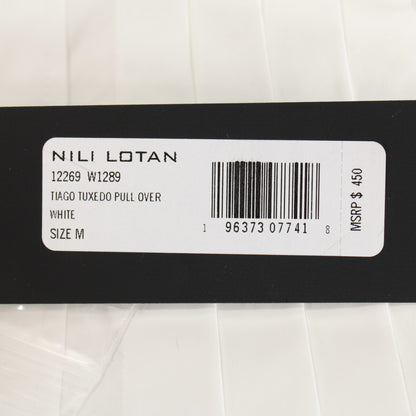 NILI LOTAN
12269 W1289
TIAGO TUXEDO PULL OVER
WHITE
SIZE M
1 96373 07741 8
MSRP $ 450